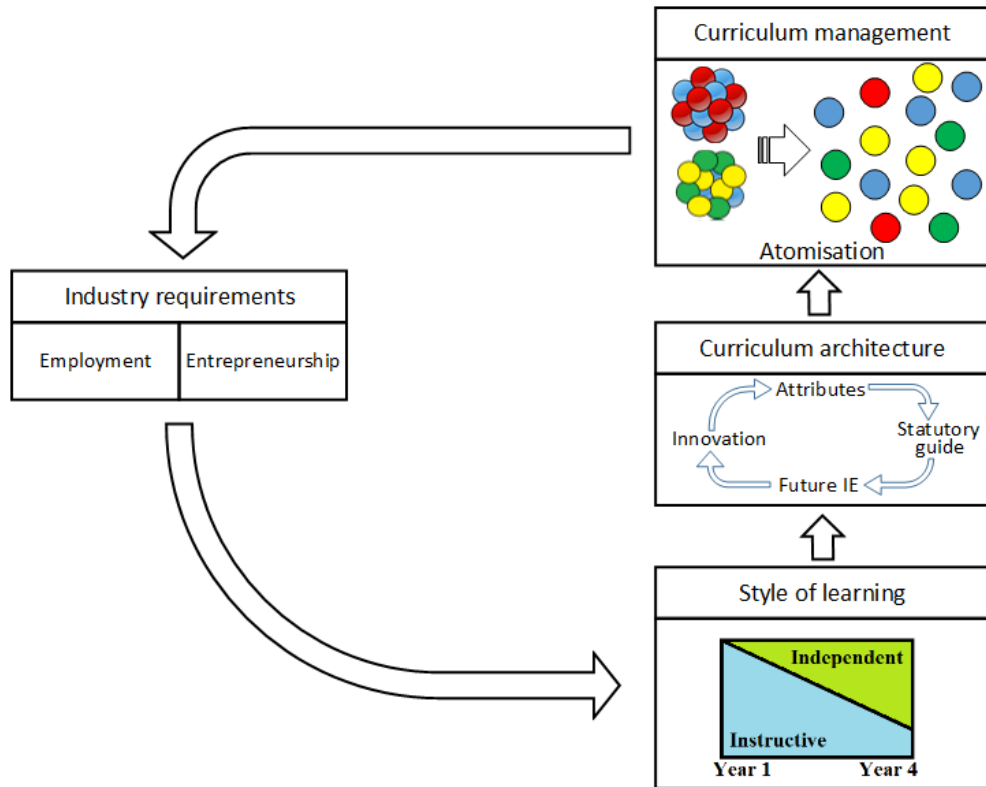 Curriculum management
Atomisation
Industry requirements
Employment
Entrepreneurship
Curriculum architecture
Attributes
Innovation
Statutory
guide
Future IE
Style of learning
Independent
Instructive
Year 1
Year 4